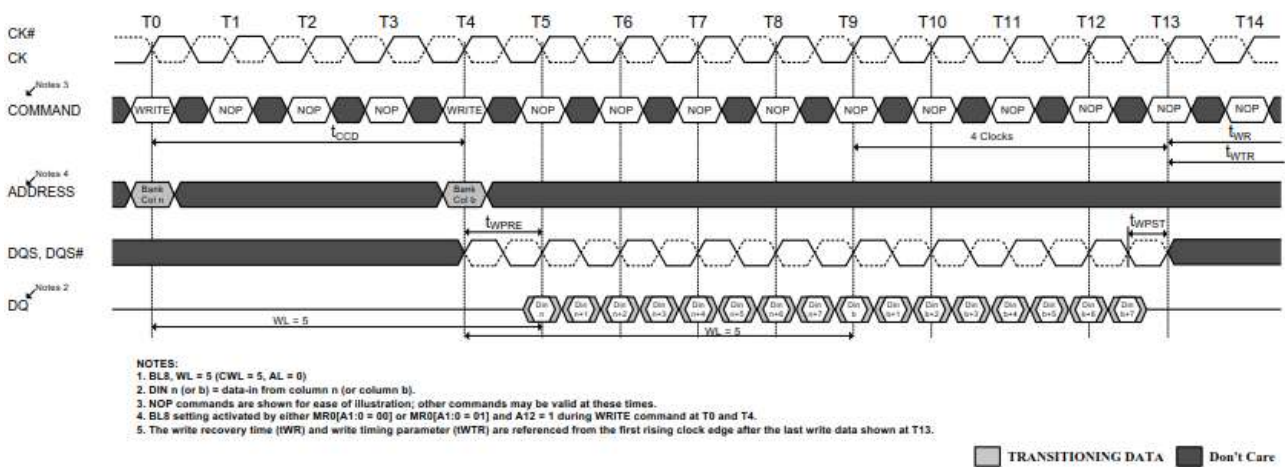 T0 T1 T2 T3 T4 T5 T6 T7 T8 T9 T10 T11 T12 T13 T14
CK#
CK
Notes 3
COMMAND WRITE NOP NOP NOP WRITE NOP NOP NOP NOP NOP NOP NOP NOP NOP NOP
tCCD 4 Clocks tWR
tWTR
Notes 4
ADDRESS Bank Col n Bank Col b
tWPRE tWPST
DQS, DQS#
Notes 2
DQ Din n Din n+1 Din n+2 Din n+3 Din n+4 Din n+5 Din n+6 Din n+7 Din b Din b+1 Din b+2 Din b+3 Din b+4 Din b+5 Din b+6 Din b+7
WL = 5 WL = 5
NOTES:
1. BL8, WL = 5 (CWL = 5, AL = 0)
2. DIN n (or b) = data-in from column n (or column b).
3. NOP commands are shown for ease of illustration; other commands may be valid at these times.
4. BL8 setting activated by either MR0[A1:0 = 00] or MR0[A1:0 = 01] and A12 = 1 during WRITE command at T0 and T4.
5. The write recovery time (tWR) and write timing parameter (tWTR) are referenced from the first rising clock edge after the last write data shown at T13.
TRANSITIONING DATA Don't Care